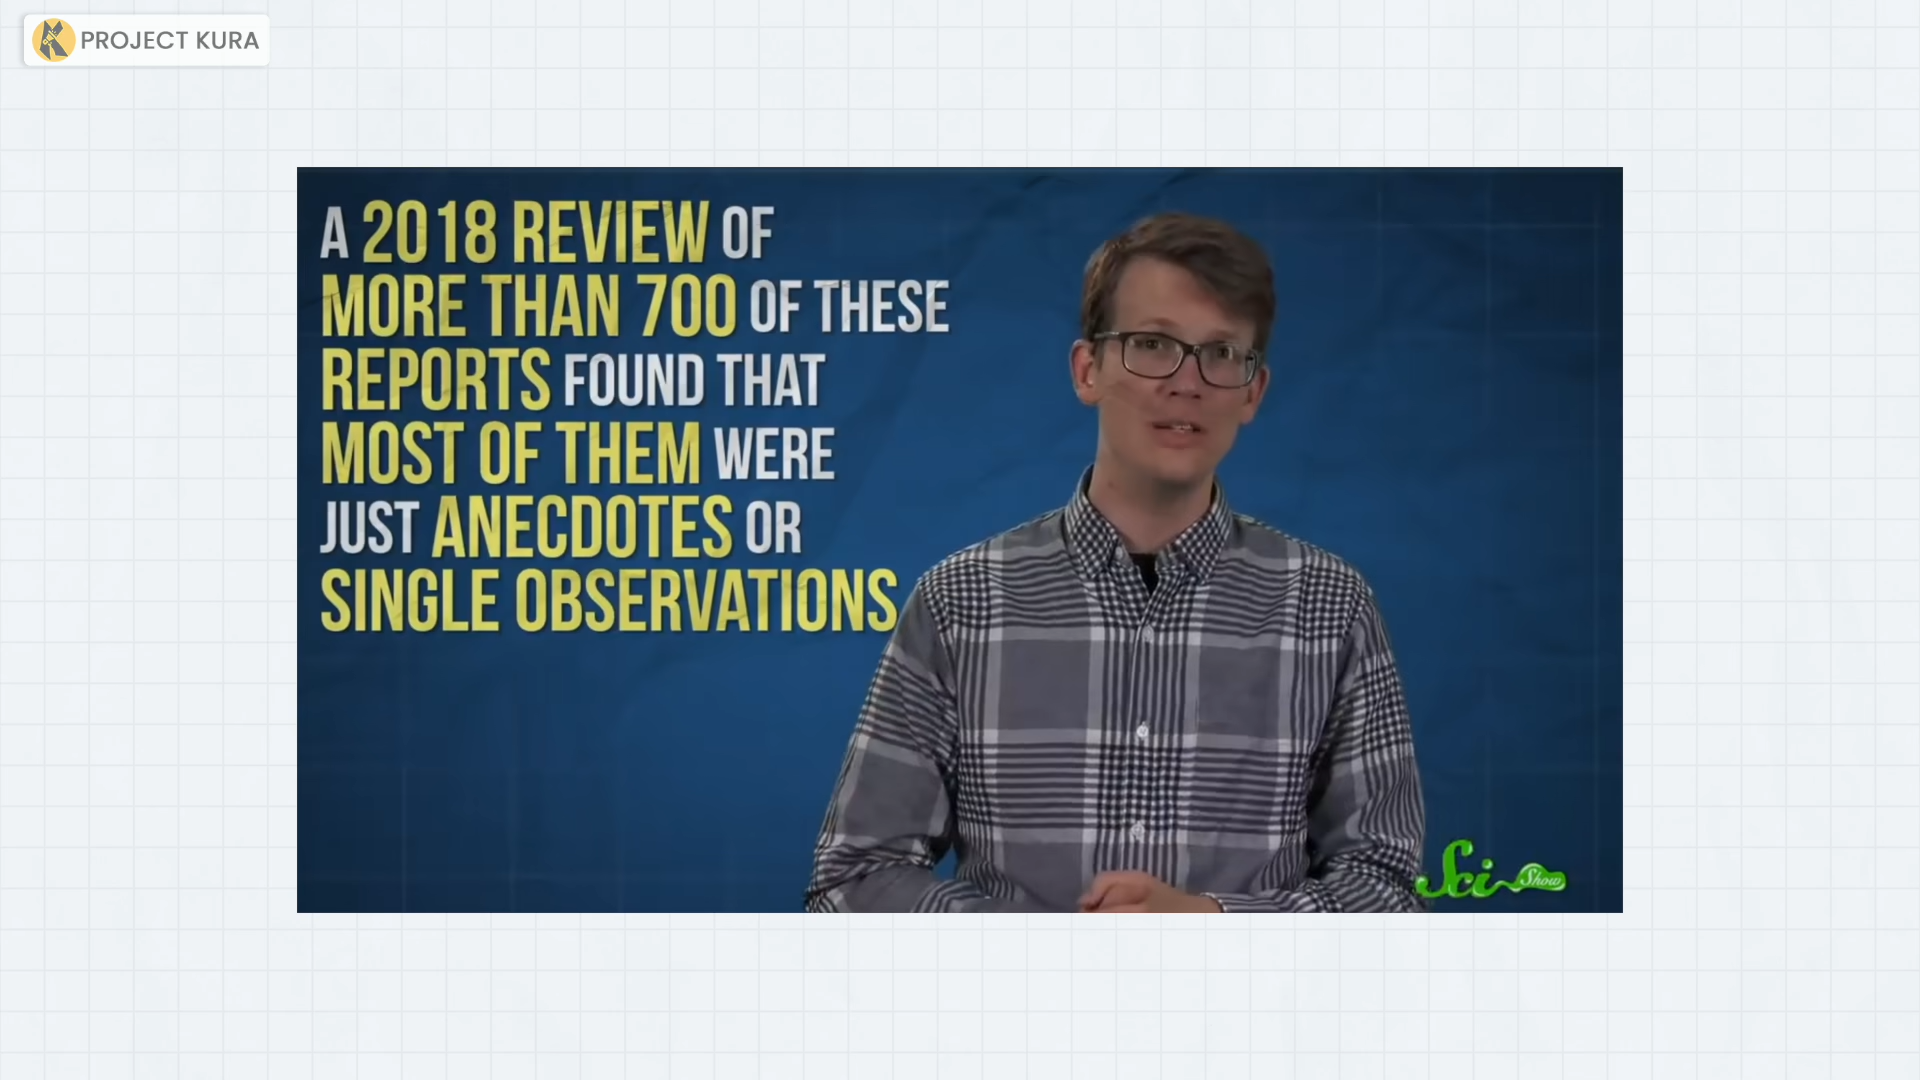 PROJECT KURA
A 2018 REVIEW OF
MORE THAN 700 OF THESE
REPORTS FOUND THAT
MOST OF THEM WERE
JUST ANECDOTES OR
SINGLE OBSERVATIONS
Sci Show